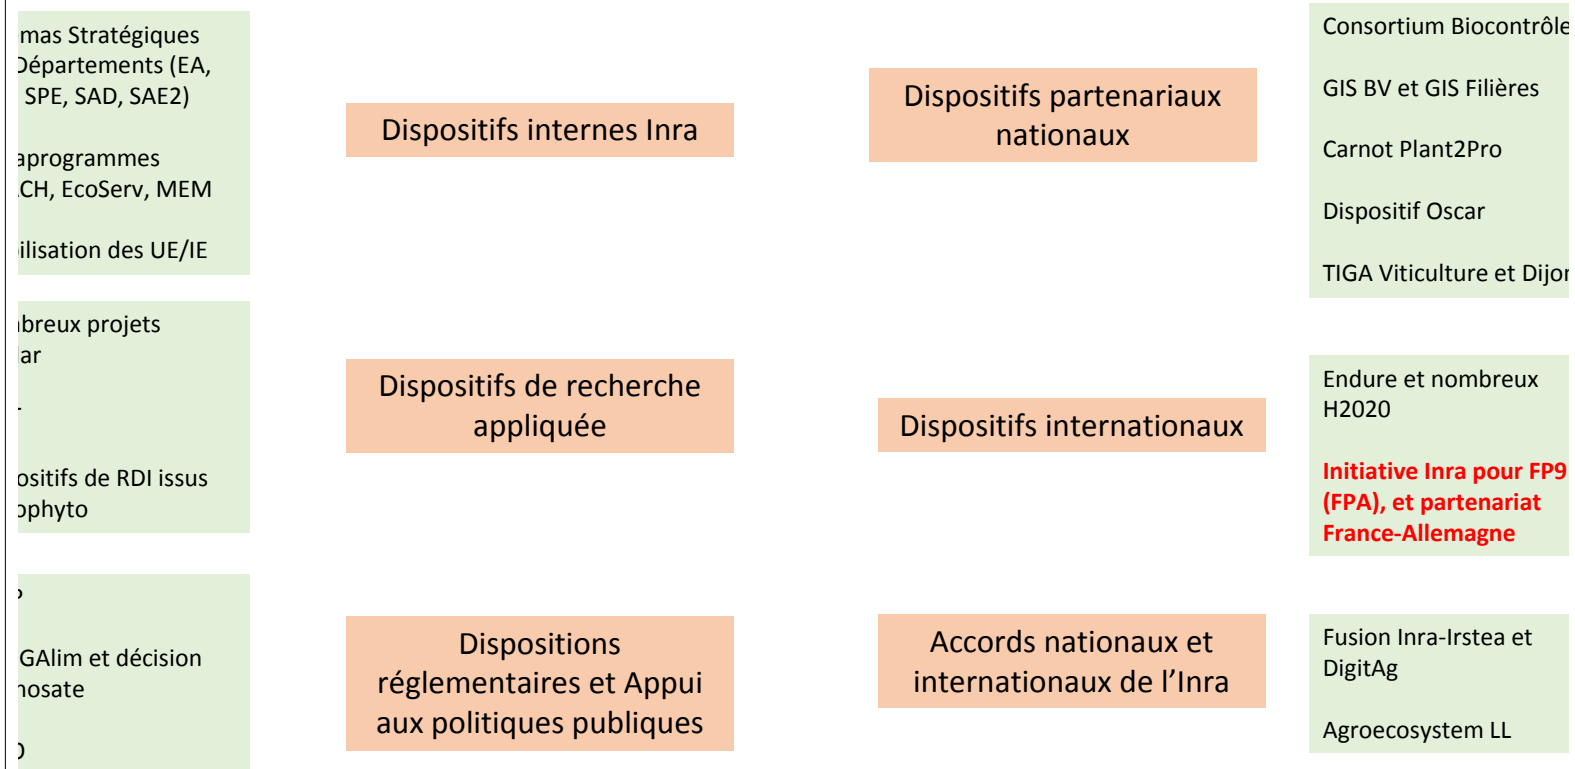 mas Stratégiques
Départements (EA,
SPE, SAD, SAE2)
aprogrammes
CH, EcoServ, MEM
ilisation des UE/IE
Dispositifs internes Inra
Dispositifs partenariaux
nationaux
Consortium Biocontrôle
GIS BV et GIS Filières
Carnot Plant2Pro
Dispositif Oscar
TIGA Viticulture et Dijon
breux projets
ar
ositifs de RDI issus
ophyto
Dispositifs de recherche
appliquée
Dispositifs internationaux
Endure et nombreux
H2020
Initiative Inra pour FP9
(FPA), et partenariat
France-Allemagne
GAlim et décision
hosate
Dispositions
réglementaires et Appui
aux politiques publiques
Accords nationaux et
internationaux de l’Inra
Fusion Inra-Irstea et
DigitAg
Agroecosystem LL